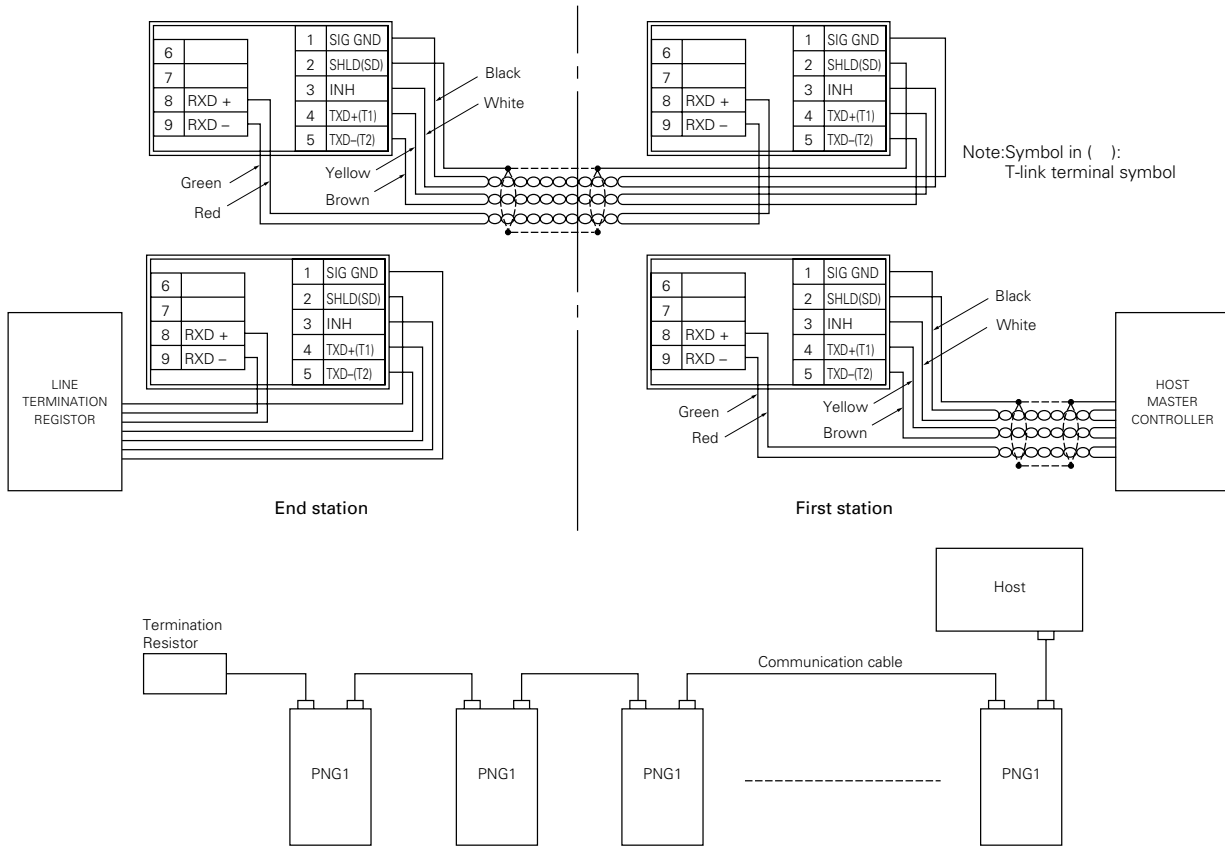 6
7
8 RXD +
9 RXD –
1 SIG GND
2 SHLD(SD)
3 INH
4 TXD+(T1)
5 TXD–(T2)
Black
White
Yellow
Brown
Green
Red
6
7
8 RXD +
9 RXD –
1 SIG GND
2 SHLD(SD)
3 INH
4 TXD+(T1)
5 TXD–(T2)
Note:Symbol in ( ):
T-link terminal symbol
LINE
TERMINATION
REGISTOR
6
7
8 RXD +
9 RXD –
1 SIG GND
2 SHLD(SD)
3 INH
4 TXD+(T1)
5 TXD–(T2)
End station
6
7
8 RXD +
9 RXD –
1 SIG GND
2 SHLD(SD)
3 INH
4 TXD+(T1)
5 TXD–(T2)
Black
White
Yellow
Brown
Green
Red
HOST
MASTER
CONTROLLER
First station
Host
Termination
Resistor
Communication cable
PNG1
PNG1
PNG1
PNG1